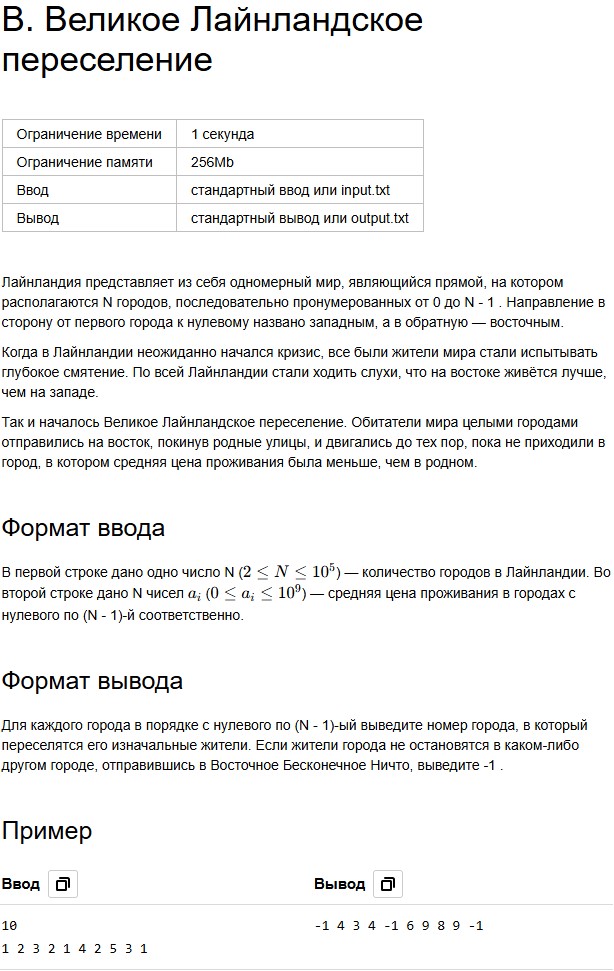 B. Великое Лайнландское
переселение
Ограничение времени 1 секунда
Ограничение памяти 256Mb
Ввод стандартный ввод или input.txt
Вывод стандартный вывод или output.txt
Лайнландия представляет из себя одномерный мир, являющийся прямой, на котором
располагаются N городов, последовательно пронумерованных от 0 до N - 1 . Направление в
сторону от первого города к нулевому названо западным, а в обратную — восточным.
Когда в Лайнландии неожиданно начался кризис, все были жители мира стали испытывать
глубокое смятение. По всей Лайнландии стали ходить слухи, что на востоке живётся лучше,
чем на западе.
Так и началось Великое Лайнландское переселение. Обитатели мира целыми городами
отправились на восток, покинув родные улицы, и двигались до тех пор, пока не приходили в
город, в котором средняя цена проживания была меньше, чем в родном.
Формат ввода
В первой строке дано одно число N (2 ≤ N ≤ 10⁵) — количество городов в Лайнландии. Во
второй строке дано N чисел aᵢ (0 ≤ aᵢ ≤ 10⁹) — средняя цена проживания в городах с
нулевого по (N - 1)-й соответственно.
Формат вывода
Для каждого города в порядке с нулевого по (N - 1)-ый выведите номер города, в который
переселятся его изначальные жители. Если жители города не остановятся в каком-либо
другом городе, отправившись в Восточное Бесконечное Ничто, выведите -1 .
Пример
Ввод Вывод
10 -1 4 3 4 -1 6 9 8 9 -1
1 2 3 2 1 4 2 5 3 1